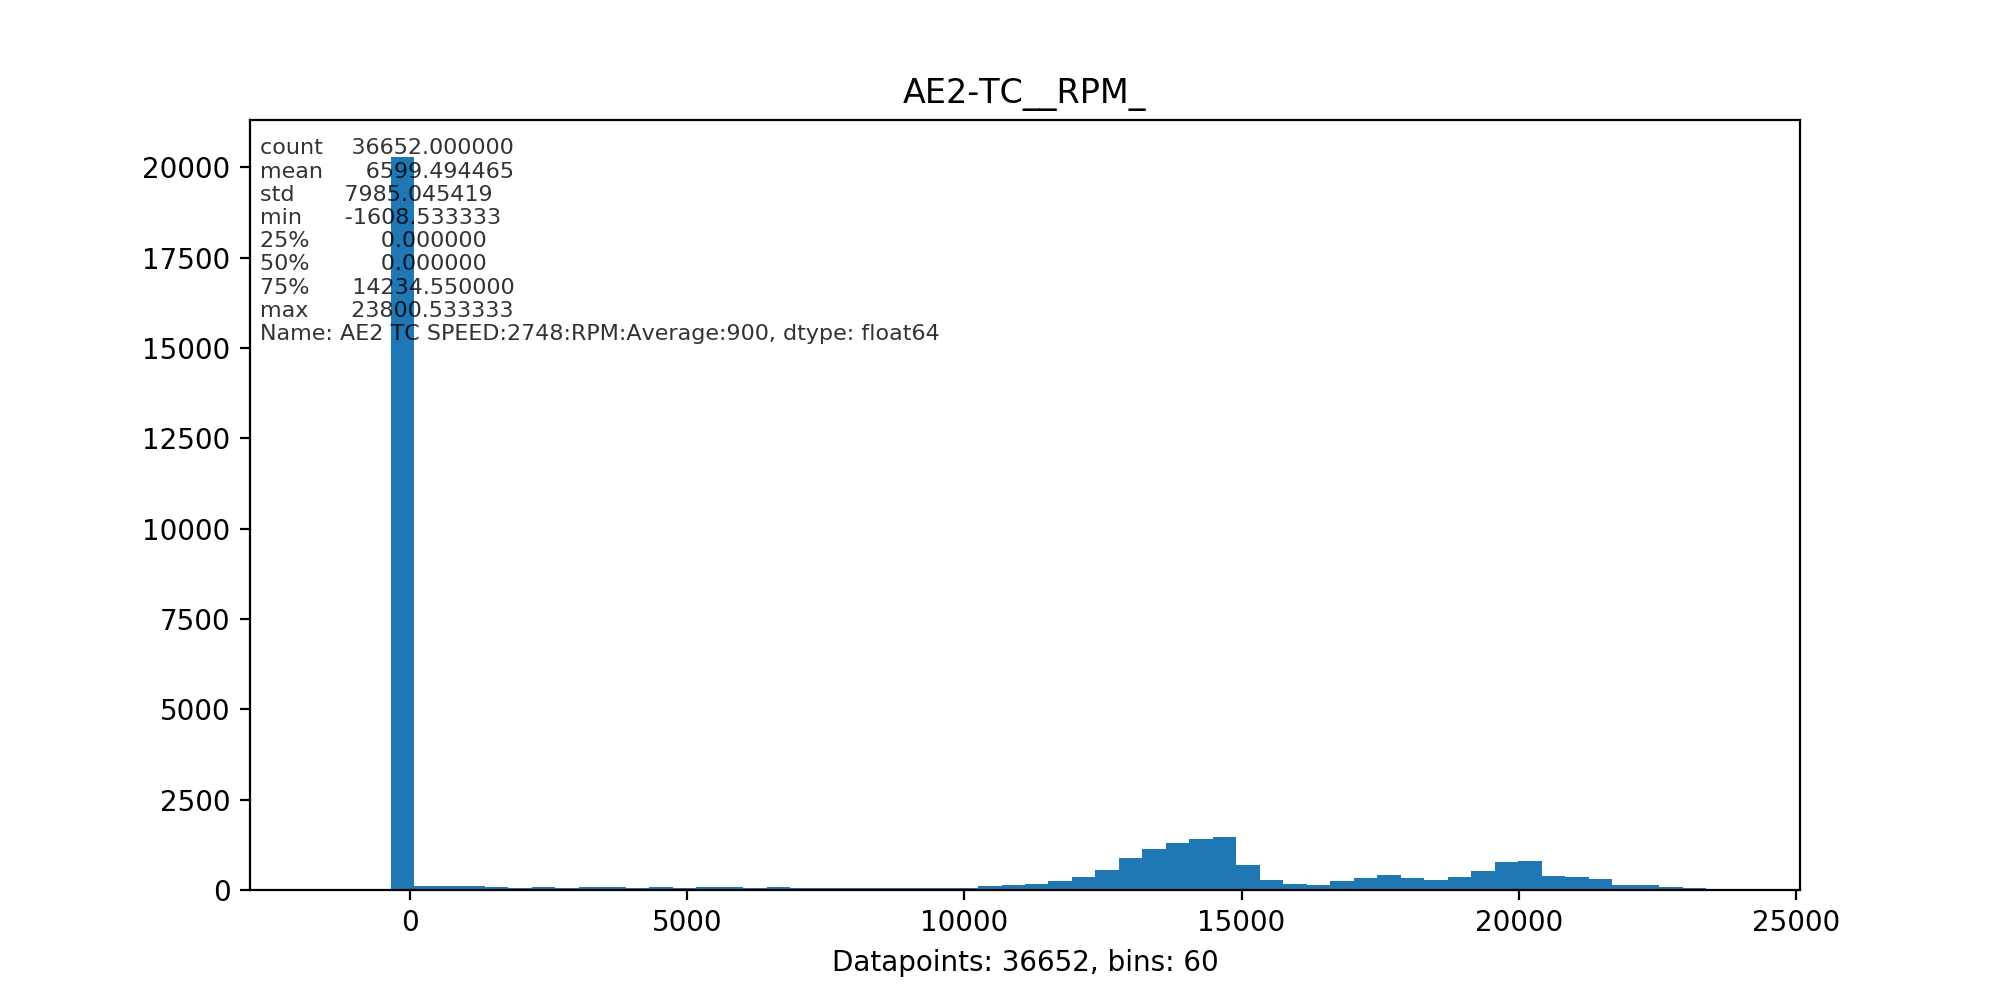 AE2-TC__RPM_
count 36652.000000
mean 6599.494465
std 7985.045419
min -1608.533333
25% 0.000000
50% 0.000000
75% 14234.550000
max 23800.533333
Name: AE2 TC SPEED:2748:RPM:Average:900, dtype: float64
20000
17500
15000
12500
10000
7500
5000
2500
0
0 5000 10000 15000 20000 25000
Datapoints: 36652, bins: 60